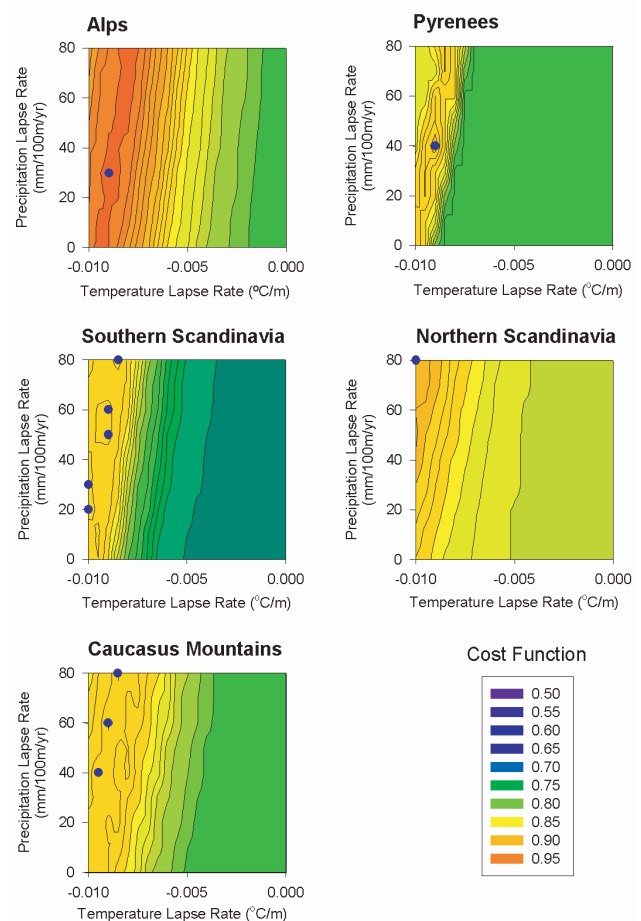 Alps
Precipitation Lapse Rate
(mm/100m/yr)
80
60
40
20
0
-0.010
-0.005
0.000
Temperature Lapse Rate (ºC/m)
Pyrenees
Precipitation Lapse Rate
(mm/100m/yr)
80
60
40
20
0
-0.010
-0.005
0.000
Temperature Lapse Rate (°C/m)
Southern Scandinavia
Precipitation Lapse Rate
(mm/100m/yr)
80
60
40
20
0
-0.010
-0.005
0.000
Temperature Lapse Rate (°C/m)
Northern Scandinavia
Precipitation Lapse Rate
(mm/100m/yr)
80
60
40
20
0
-0.010
-0.005
0.000
Temperature Lapse Rate (°C/m)
Caucasus Mountains
Precipitation Lapse Rate
(mm/100m/yr)
80
60
40
20
0
-0.010
-0.005
0.000
Temperature Lapse Rate (°C/m)
Cost Function
0.50
0.55
0.60
0.65
0.70
0.75
0.80
0.85
0.90
0.95